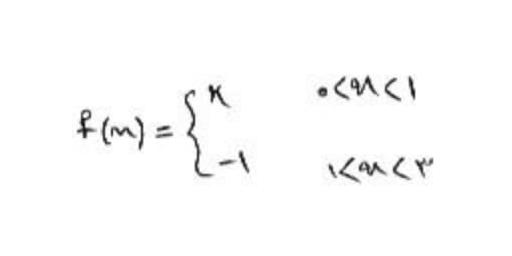 f(x) = { x    ۰<x<۱
-۱    ۱<x<۳